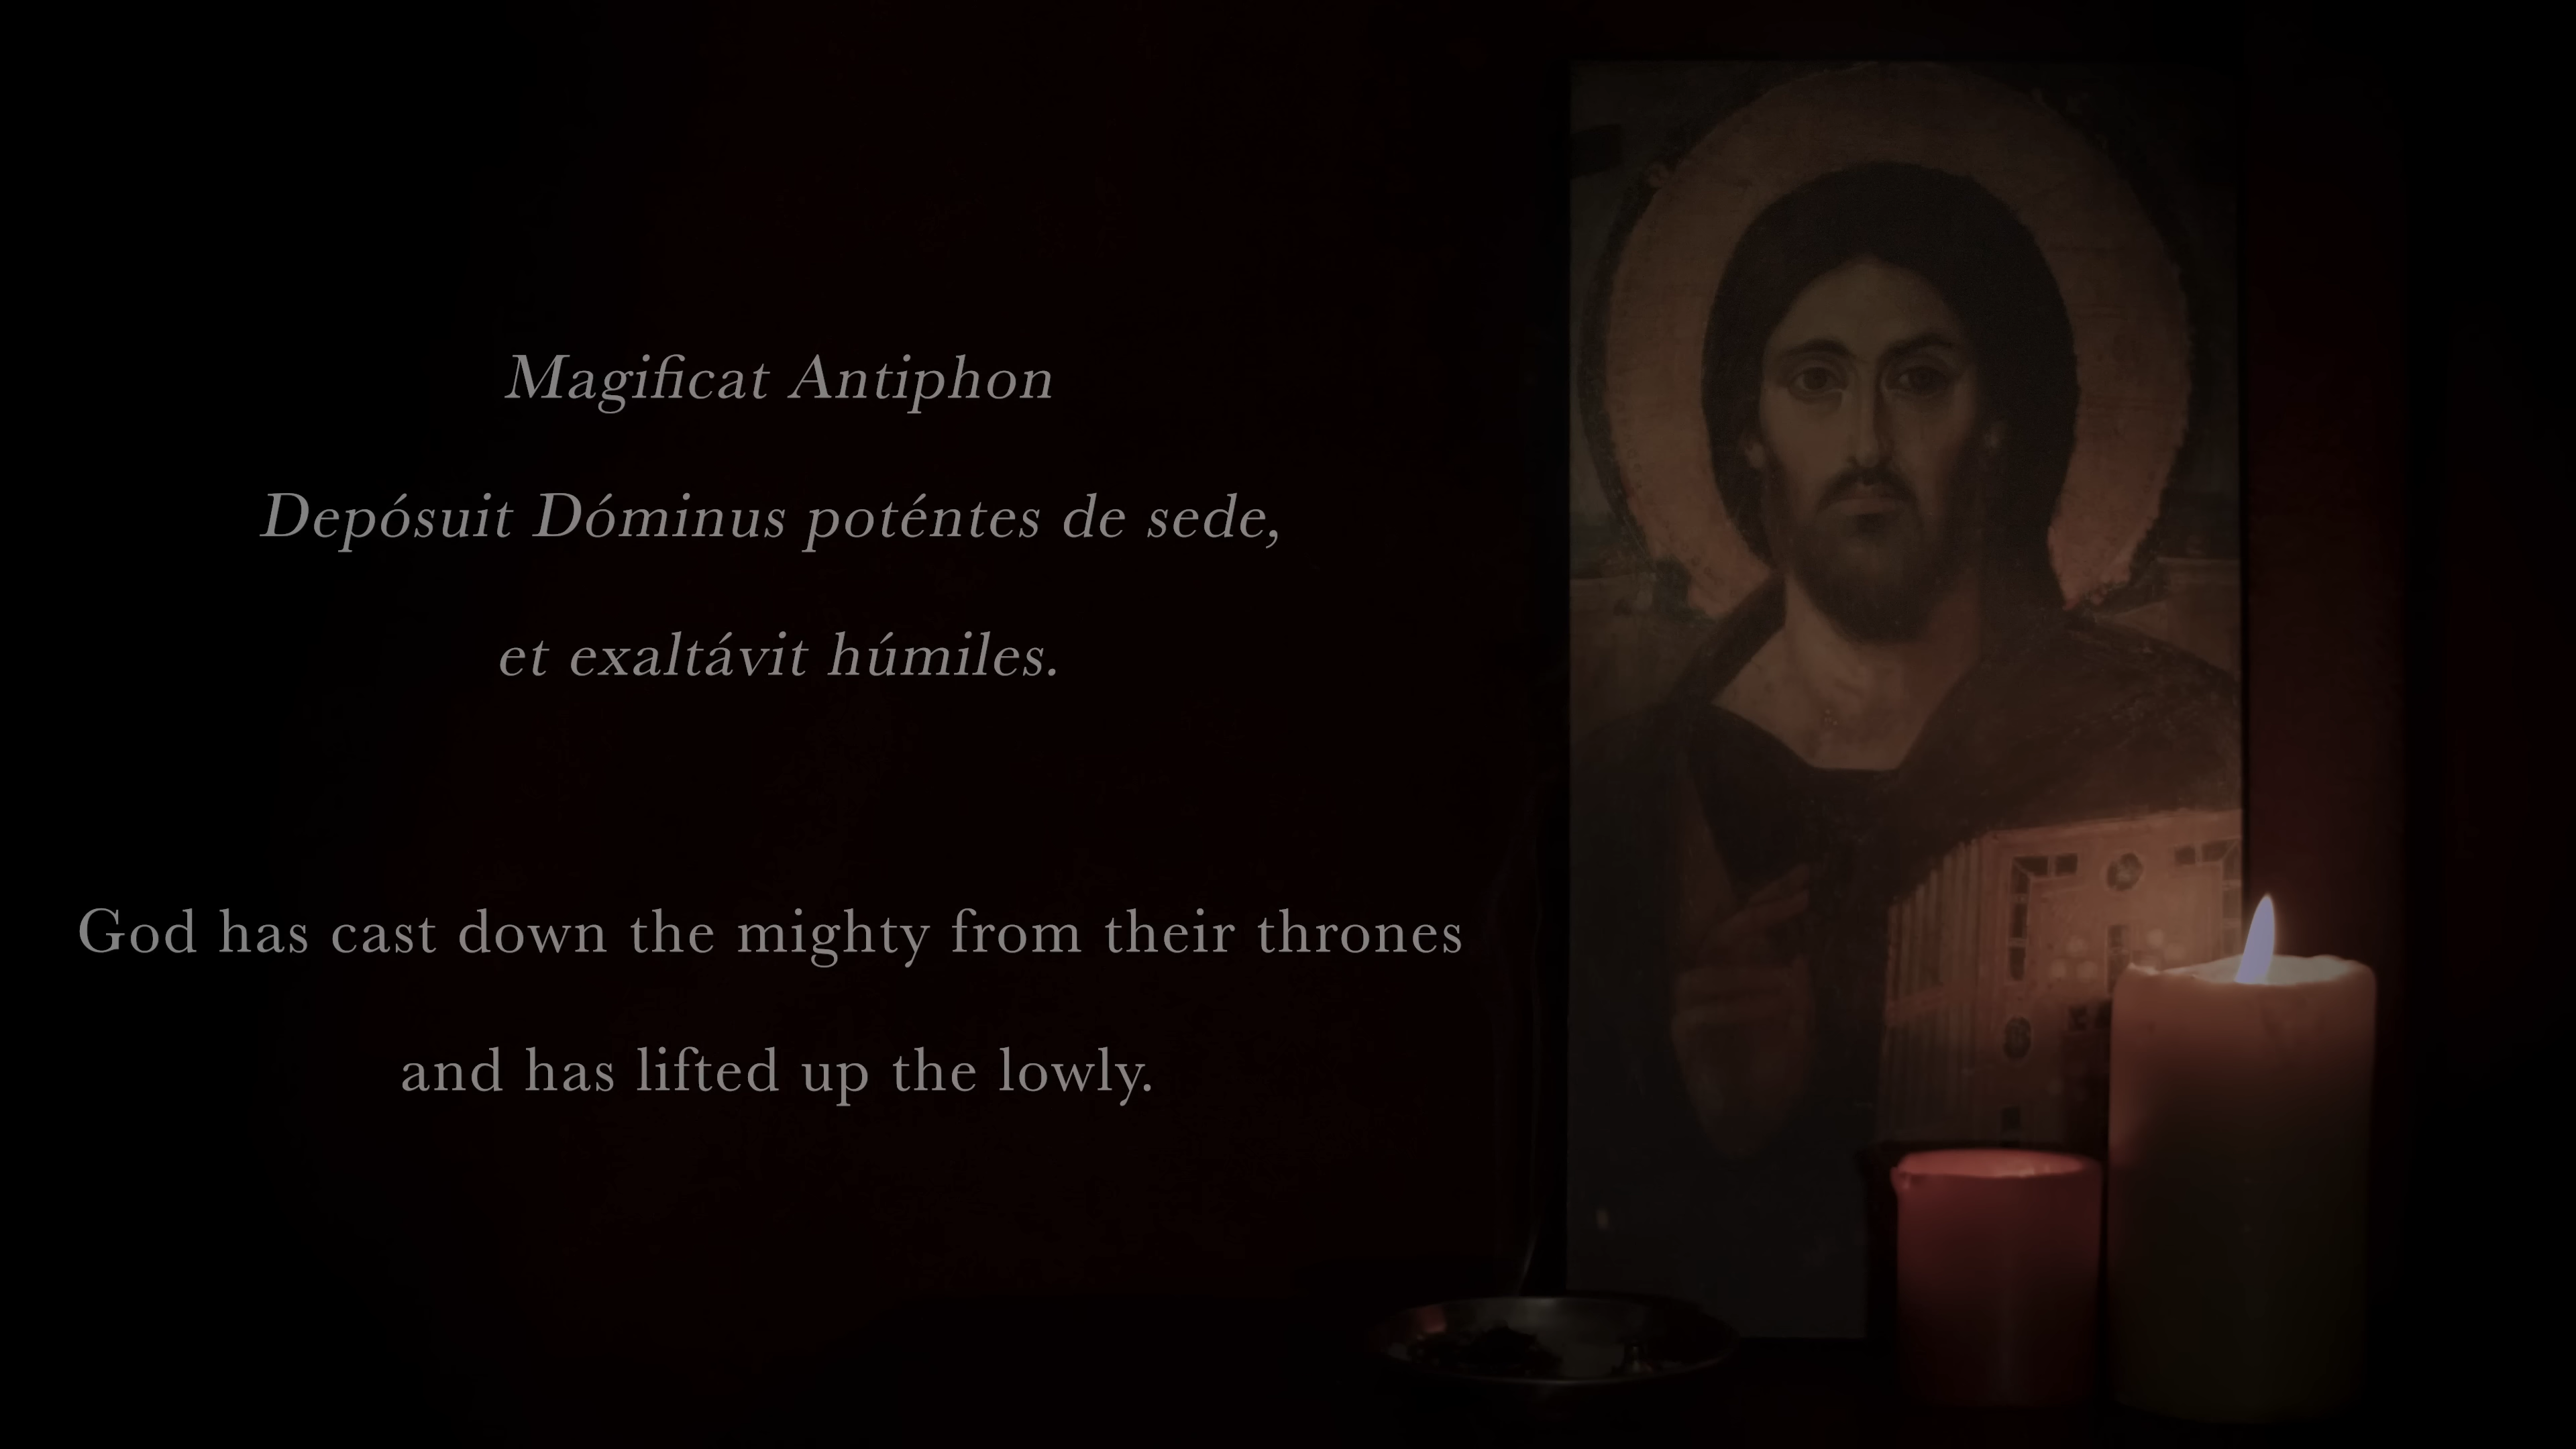 Magificat Antiphon
Depósuit Dóminus poténtes de sede,
et exaltávit húmiles.
God has cast down the mighty from their thrones
and has lifted up the lowly.